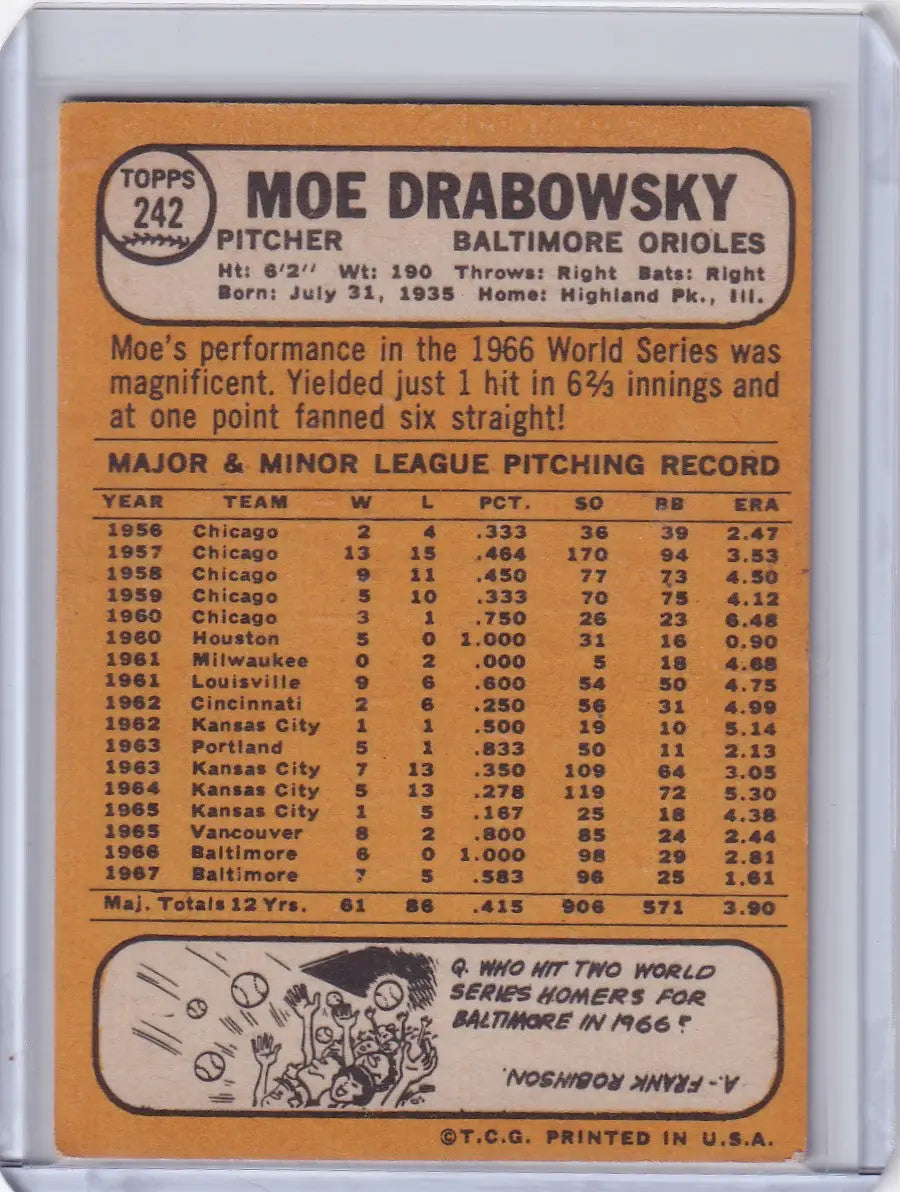 TOPPS
242
MOE DRABOWSKY
PITCHER BALTIMORE ORIOLES
Ht: 6'2" Wt: 190 Throws: Right Bats: Right
Born: July 31, 1935 Home: Highland Pk., Ill.
Moe's performance in the 1966 World Series was
magnificent. Yielded just 1 hit in 6⅔ innings and
at one point fanned six straight!
MAJOR & MINOR LEAGUE PITCHING RECORD
YEAR TEAM W L PCT. SO BB ERA
1956 Chicago 2 4 .333 36 39 2.47
1957 Chicago 13 15 .464 170 94 3.53
1958 Chicago 9 11 .450 77 73 4.50
1959 Chicago 5 10 .333 70 75 4.12
1960 Chicago 3 1 .750 26 23 6.48
1960 Houston 5 0 1.000 31 16 0.90
1961 Milwaukee 0 2 .000 5 18 4.68
1961 Louisville 9 6 .600 54 50 4.75
1962 Cincinnati 2 6 .250 56 31 4.99
1962 Kansas City 1 1 .500 19 10 5.14
1963 Portland 5 1 .833 50 11 2.13
1963 Kansas City 7 13 .350 109 64 3.05
1964 Kansas City 5 13 .278 119 72 5.30
1965 Kansas City 1 5 .167 25 18 4.38
1965 Vancouver 8 2 .800 85 24 2.44
1966 Baltimore 6 0 1.000 98 29 2.81
1967 Baltimore 7 5 .583 96 25 1.61
Maj. Totals 12 Yrs. 61 86 .415 906 571 3.90
Q. WHO HIT TWO WORLD
SERIES HOMERS FOR
BALTIMORE IN 1966?
A.-FRANK ROBINSON.
©T.C.G. PRINTED IN U.S.A.